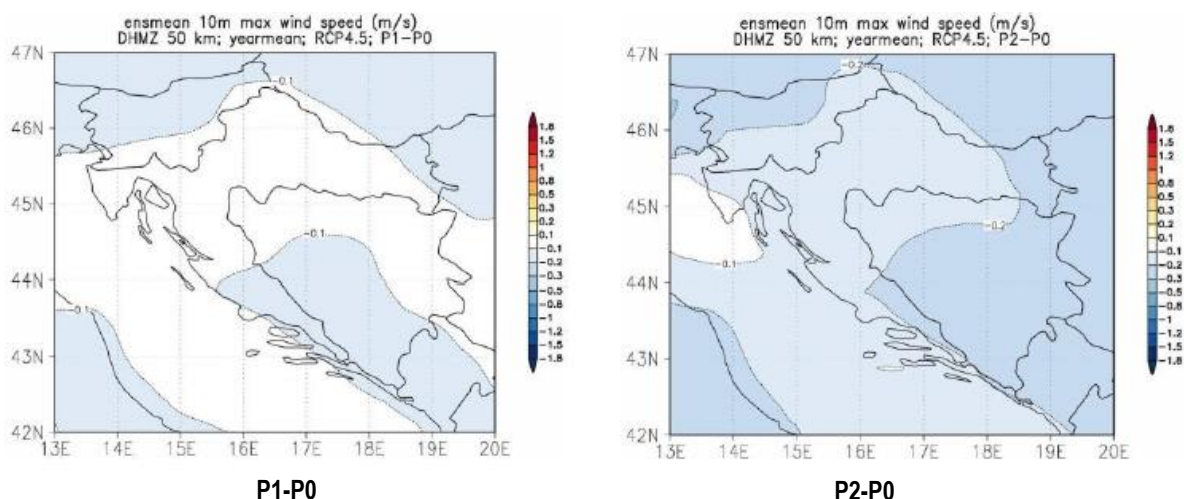 ensmean 10m max wind speed (m/s)
DHMZ 50 km; yearmean; RCP4.5; P1-P0
47N
46N
45N
44N
43N
42N
13E 14E 15E 16E 17E 18E 19E 20E
-0.1
-0.1
-0.1
1.8
1.5
1.2
1
0.8
0.5
0.3
0.2
0.1
-0.1
-0.2
-0.3
-0.5
-0.8
-1
-1.2
-1.5
-1.8
P1-P0
ensmean 10m max wind speed (m/s)
DHMZ 50 km; yearmean; RCP4.5; P2-P0
47N
46N
45N
44N
43N
42N
13E 14E 15E 16E 17E 18E 19E 20E
-0.2
-0.2
-0.1
1.8
1.5
1.2
1
0.8
0.5
0.3
0.2
0.1
-0.1
-0.2
-0.3
-0.5
-0.8
-1
-1.2
-1.5
-1.8
P2-P0